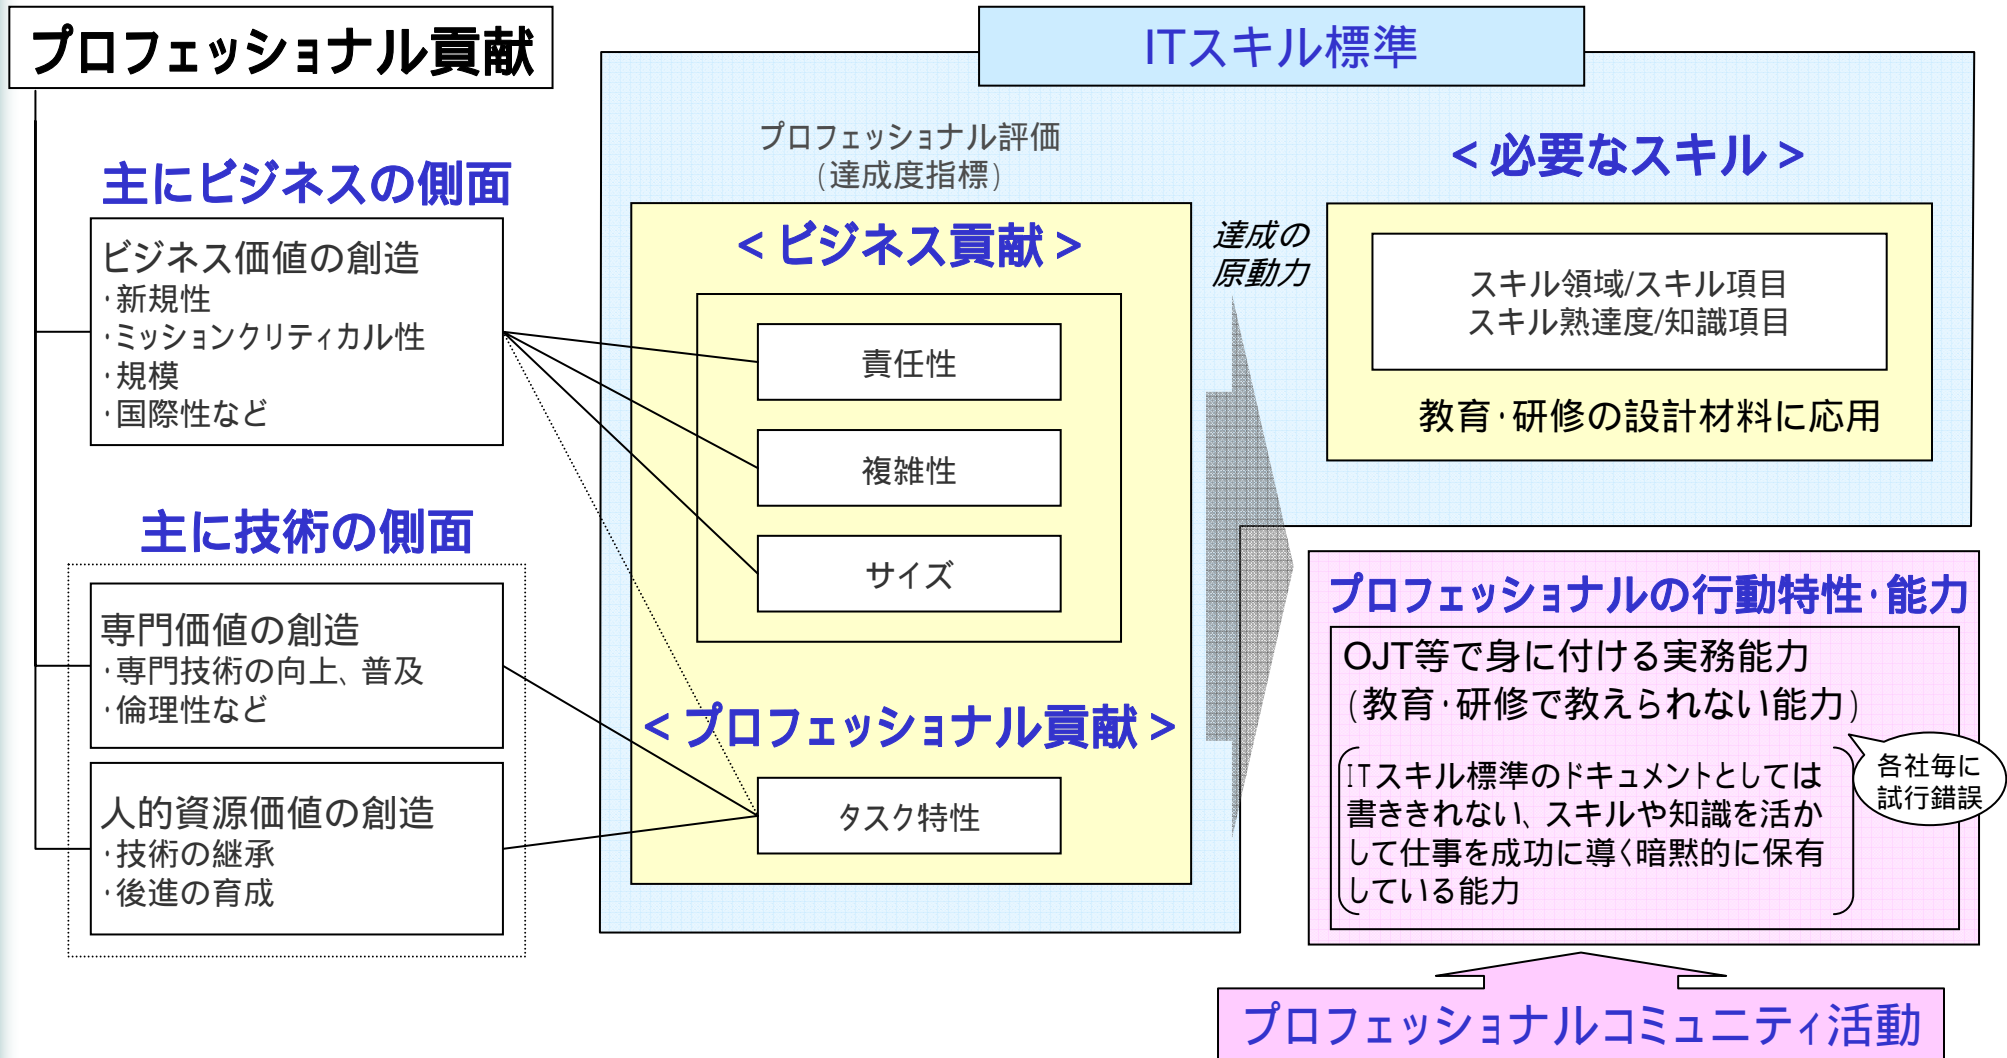 プロフェッショナル貢献
主にビジネスの側面
ビジネス価値の創造
・新規性
・ミッションクリティカル性
・規模
・国際性など
主に技術の側面
専門価値の創造
・専門技術の向上、普及
・倫理性など
人的資源価値の創造
・技術の継承
・後進の育成
ITスキル標準
プロフェッショナル評価
（達成度指標）
＜ビジネス貢献＞
責任性
複雑性
サイズ
＜プロフェッショナル貢献＞
タスク特性
達成の
原動力
＜必要なスキル＞
スキル領域/スキル項目
スキル熟達度/知識項目
教育・研修の設計材料に応用
プロフェッショナルの行動特性・能力
OJT等で身に付ける実務能力
（教育・研修で教えられない能力）
ITスキル標準のドキュメントとしては
書ききれない、スキルや知識を活か
して仕事を成功に導く暗黙的に保有
している能力
各社毎に
試行錯誤
プロフェッショナルコミュニティ活動